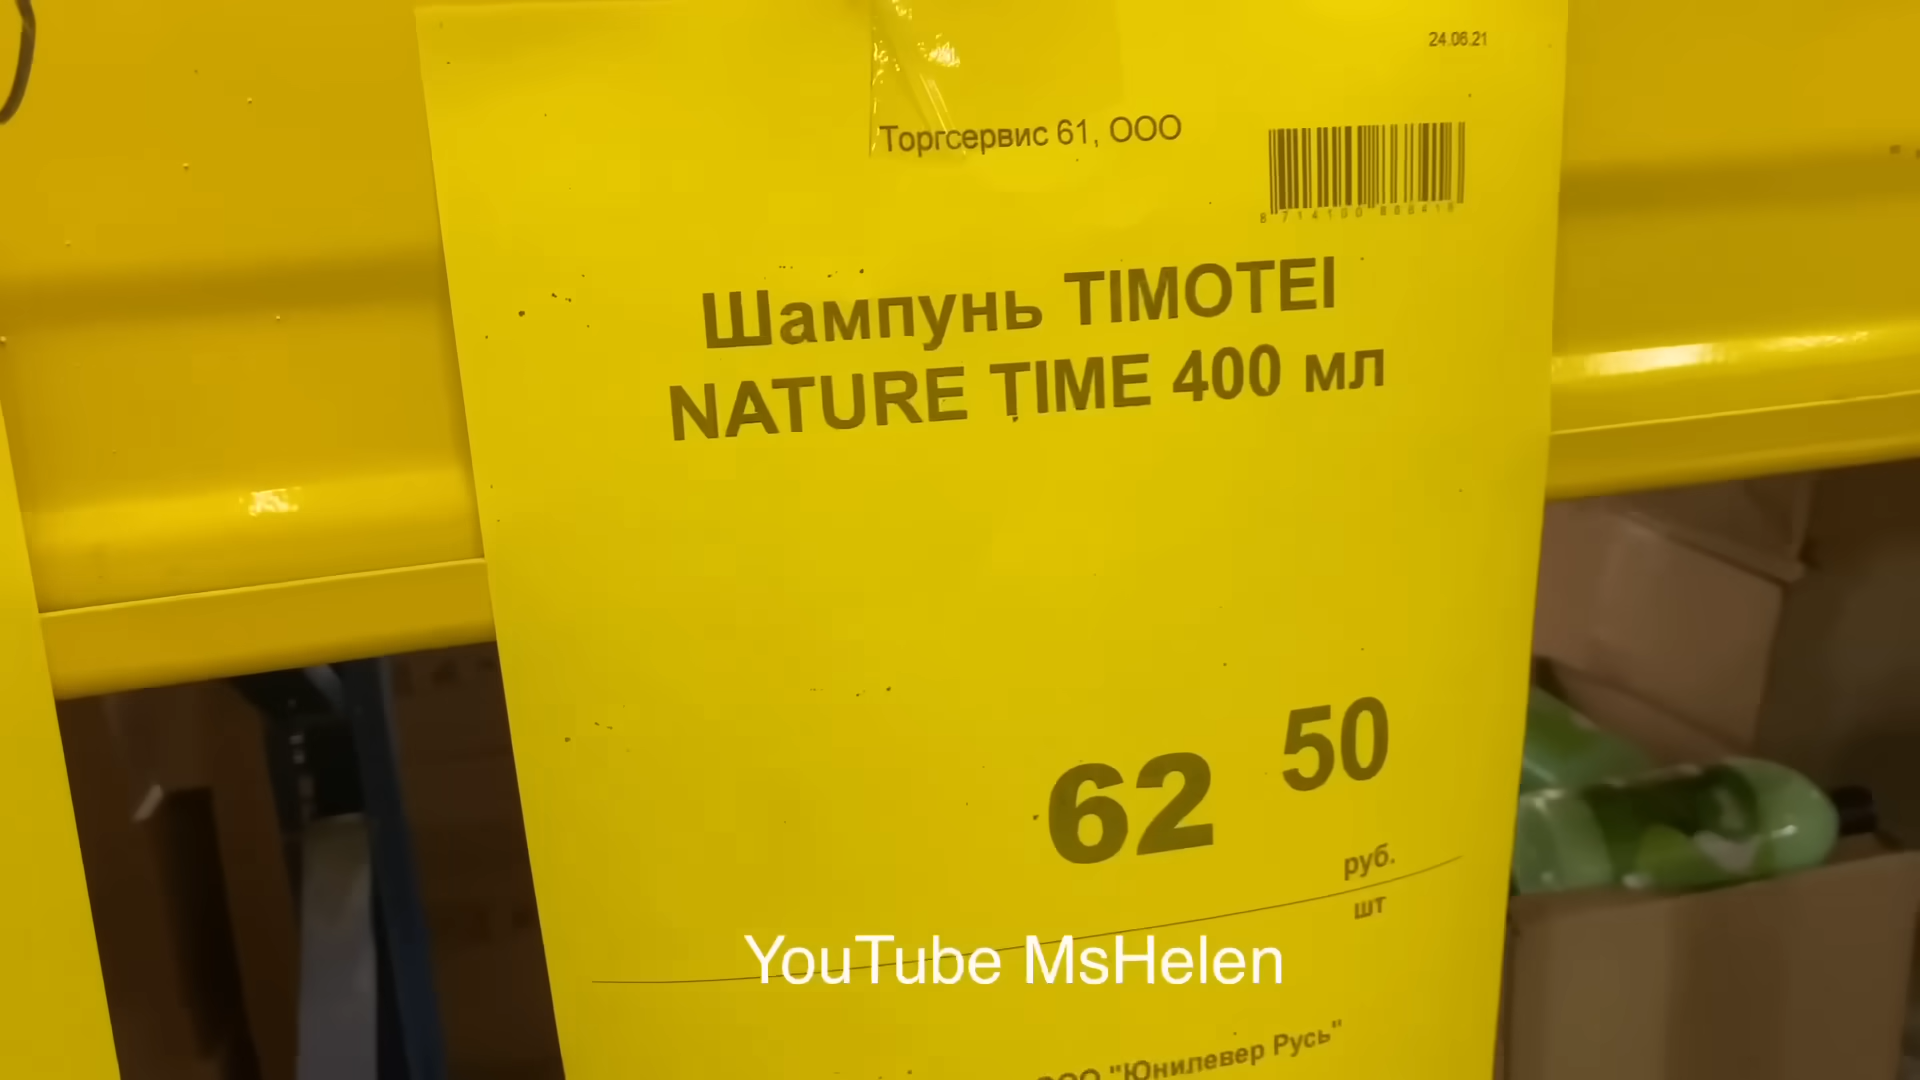 24.06.21
Торгсервис 61, ООО
Шампунь TIMOTEI
NATURE TIME 400 мл
62 50
руб.
шт
YouTube MsHelen
ООО "Юнилевер Русь"